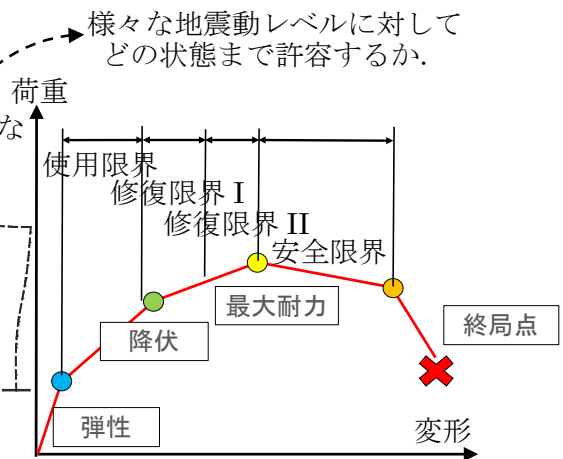 様々な地震動レベルに対して
どの状態まで許容するか.
荷重
な
使用限界
修復限界 I
修復限界 II
安全限界
最大耐力
降伏
終局点
弾性
変形